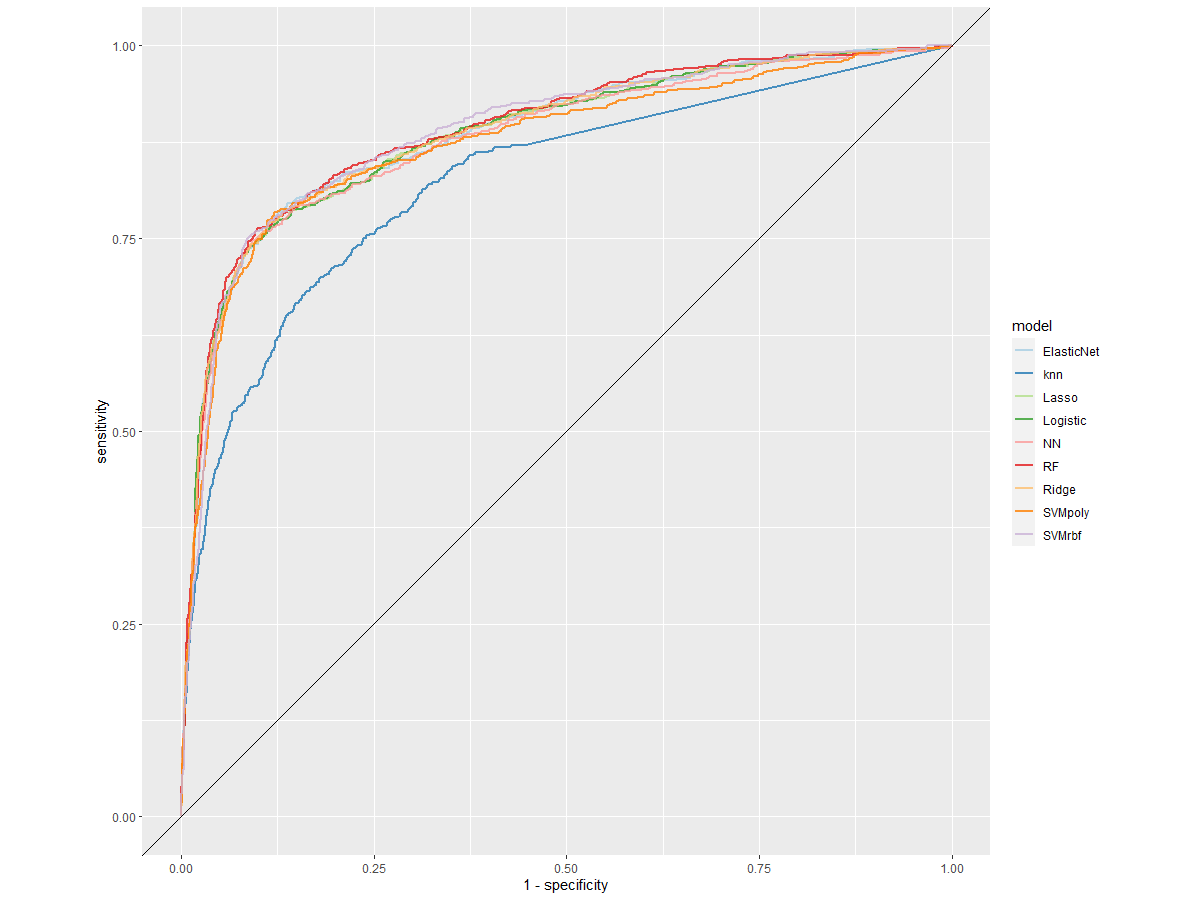 1.00
0.75
0.50
0.25
0.00
sensitivity
0.00 0.25 0.50 0.75 1.00
1 - specificity
model
ElasticNet
knn
Lasso
Logistic
NN
RF
Ridge
SVMpoly
SVMrbf